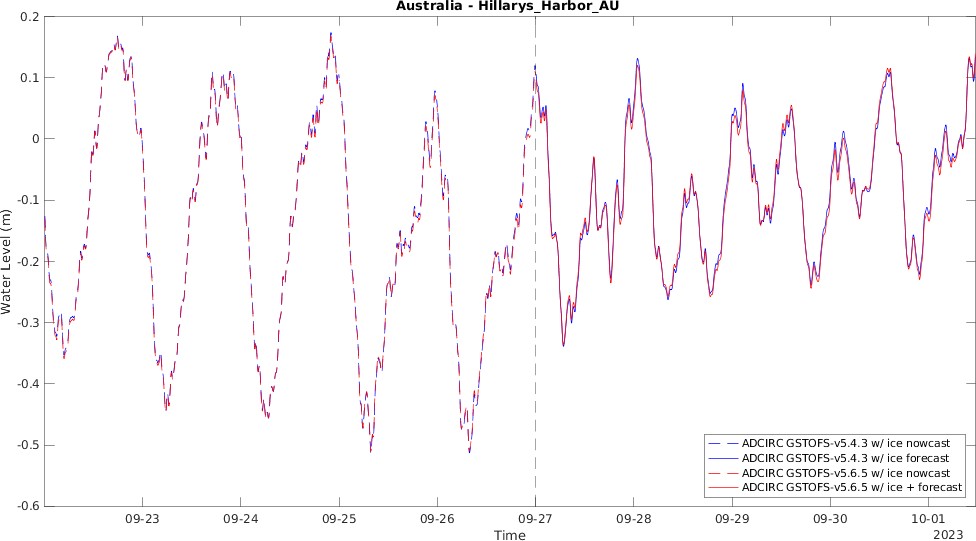 Australia - Hillarys_Harbor_AU
0.2
0.1
0
-0.1
-0.2
-0.3
-0.4
-0.5
-0.6
Water Level (m)
ADCIRC GSTOFS-v5.4.3 w/ ice nowcast
ADCIRC GSTOFS-v5.4.3 w/ ice forecast
ADCIRC GSTOFS-v5.6.5 w/ ice nowcast
ADCIRC GSTOFS-v5.6.5 w/ ice + forecast
09-23 09-24 09-25 09-26 09-27 09-28 09-29 09-30 10-01
Time
2023